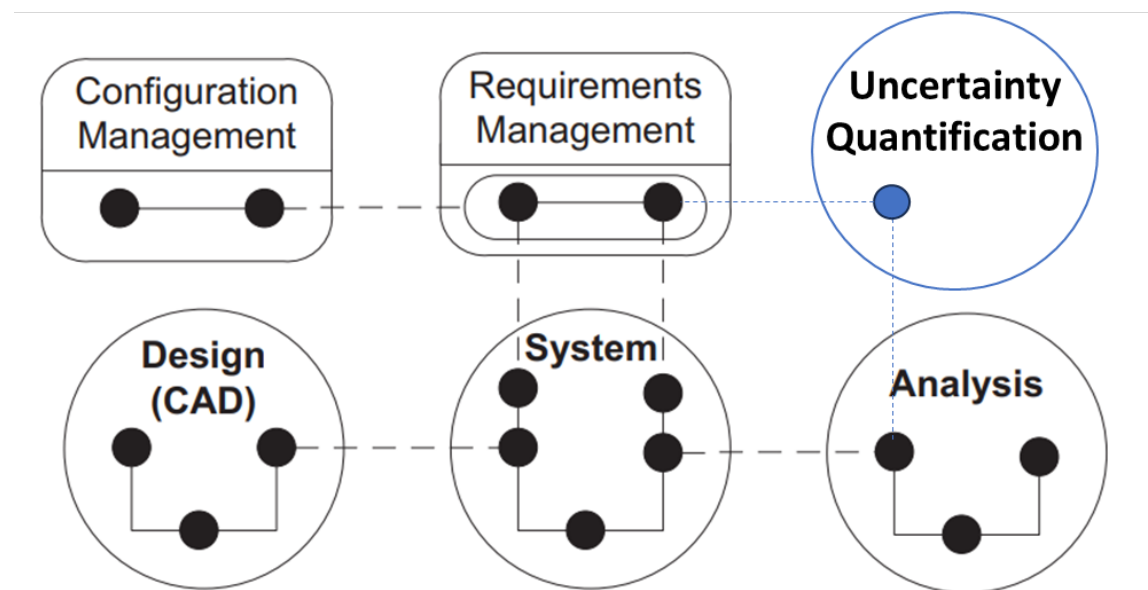 Configuration
Management
Requirements
Management
Uncertainty
Quantification
Design
(CAD)
System
Analysis